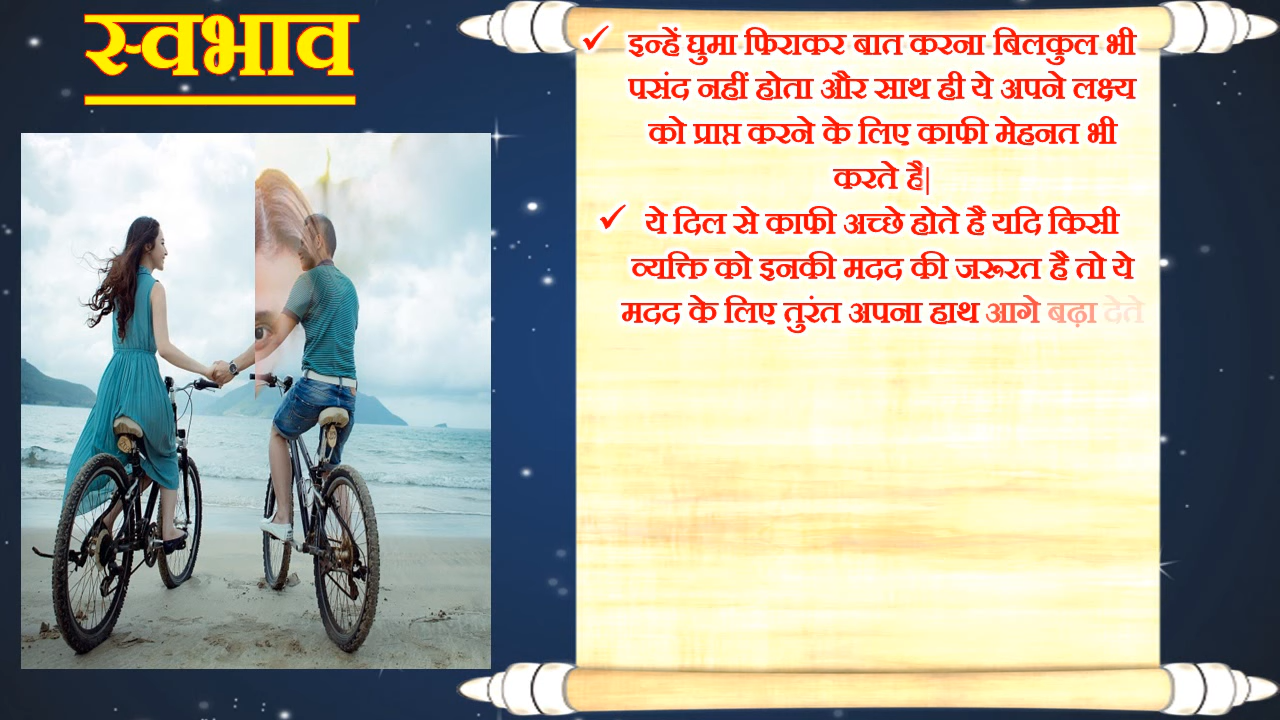 स्वभाव
इन्हें घुमा फिराकर बात करना बिलकुल भी
पसंद नहीं होता और साथ ही ये अपने लक्ष्य
को प्राप्त करने के लिए काफी मेहनत भी
करते है|
ये दिल से काफी अच्छे होते है यदि किसी
व्यक्ति को इनकी मदद की जरूरत है तो ये
मदद के लिए तुरंत अपना हाथ आगे बढ़ा देते